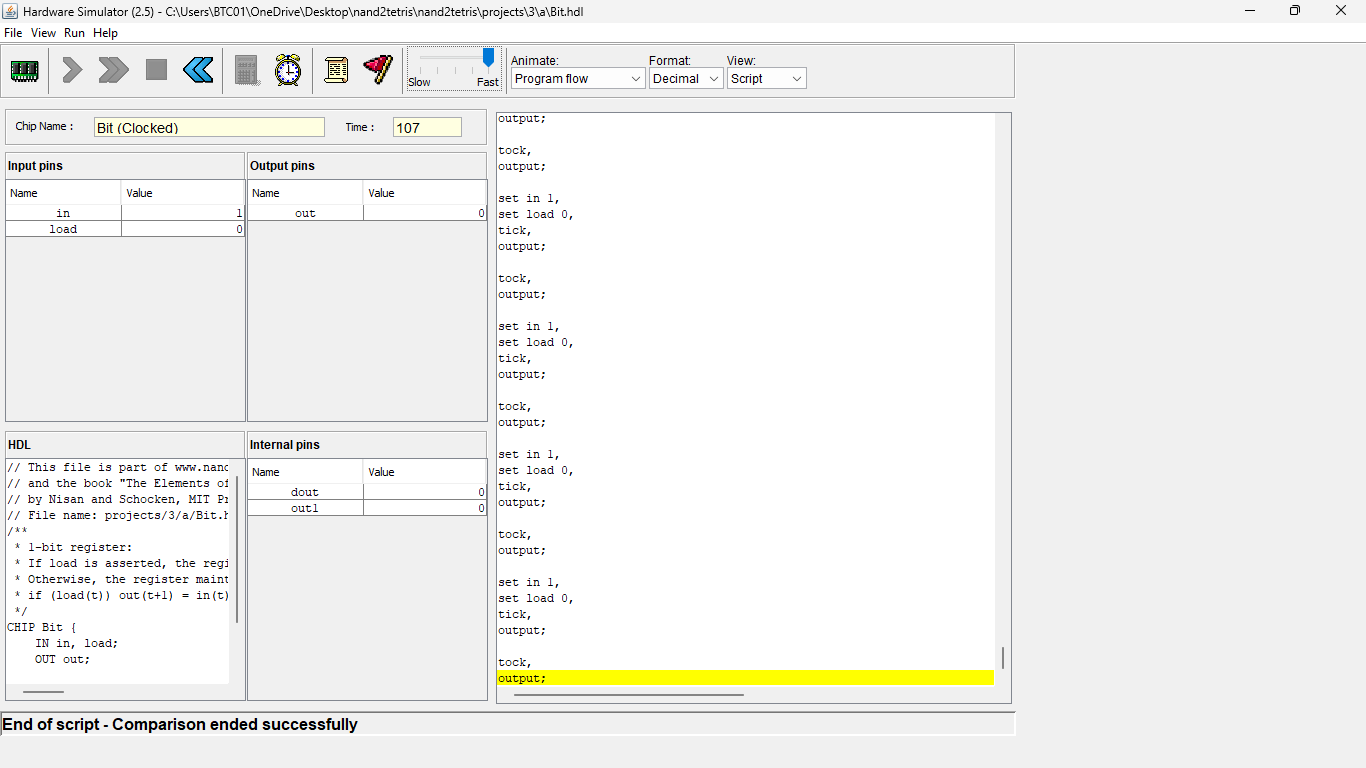 Hardware Simulator (2.5) - C:\Users\BTC01\OneDrive\Desktop\nand2tetris\nand2tetris\projects\3\a\Bit.hdl
File View Run Help
Slow Fast
Animate: Format: View:
Program flow Decimal Script
Chip Name : Bit (Clocked) Time : 107
Input pins
Name Value
in 1
load 0
Output pins
Name Value
out 0
HDL
// This file is part of www.nanc
// and the book "The Elements of
// by Nisan and Schocken, MIT Pr
// File name: projects/3/a/Bit.h
/**
* 1-bit register:
* If load is asserted, the regi
* Otherwise, the register maint
* if (load(t)) out(t+1) = in(t)
*/
CHIP Bit {
IN in, load;
OUT out;
Internal pins
Name Value
dout 0
out1 0
output;
tock,
output;
set in 1,
set load 0,
tick,
output;
tock,
output;
set in 1,
set load 0,
tick,
output;
tock,
output;
set in 1,
set load 0,
tick,
output;
tock,
output;
set in 1,
set load 0,
tick,
output;
tock,
output;
End of script - Comparison ended successfully